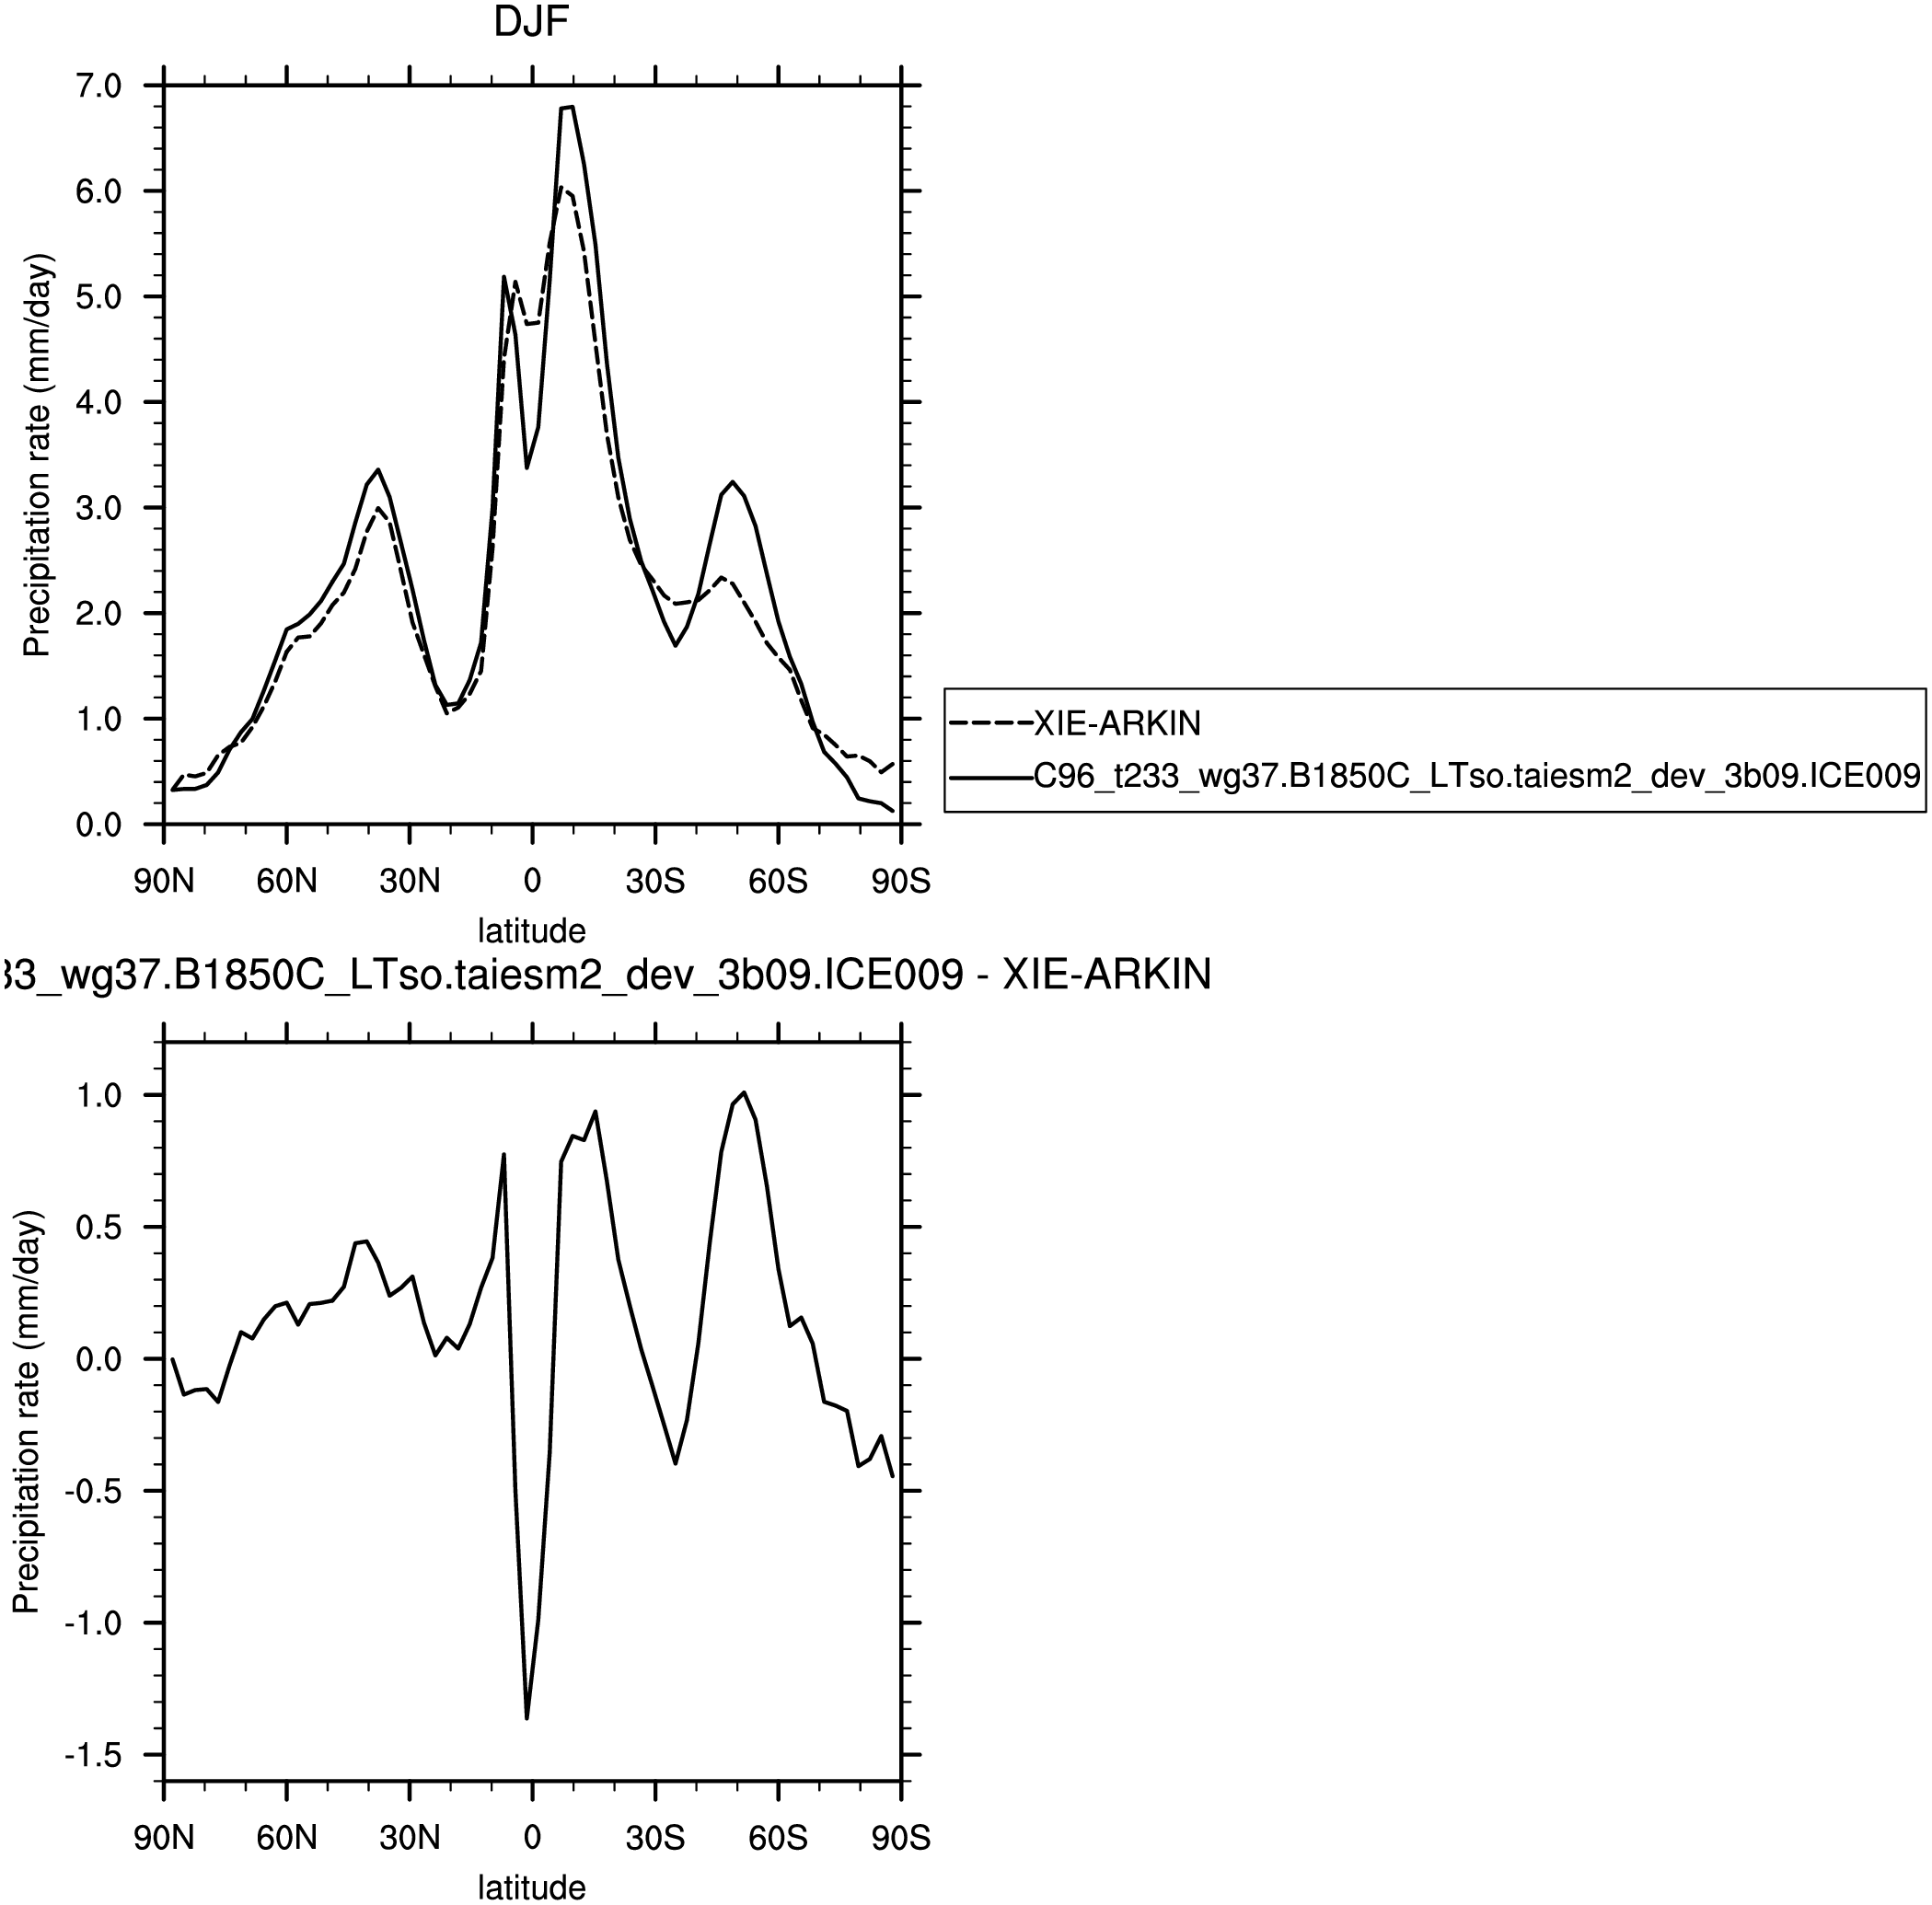 DJF
7.0
6.0
5.0
4.0
3.0
2.0
1.0
0.0
Precipitation rate (mm/day)
90N 60N 30N 0 30S 60S 90S
latitude
XIE-ARKIN
C96_t233_wg37.B1850C_LTso.taiesm2_dev_3b09.ICE009
33_wg37.B1850C_LTso.taiesm2_dev_3b09.ICE009 - XIE-ARKIN
1.0
0.5
0.0
-0.5
-1.0
-1.5
Precipitation rate (mm/day)
90N 60N 30N 0 30S 60S 90S
latitude